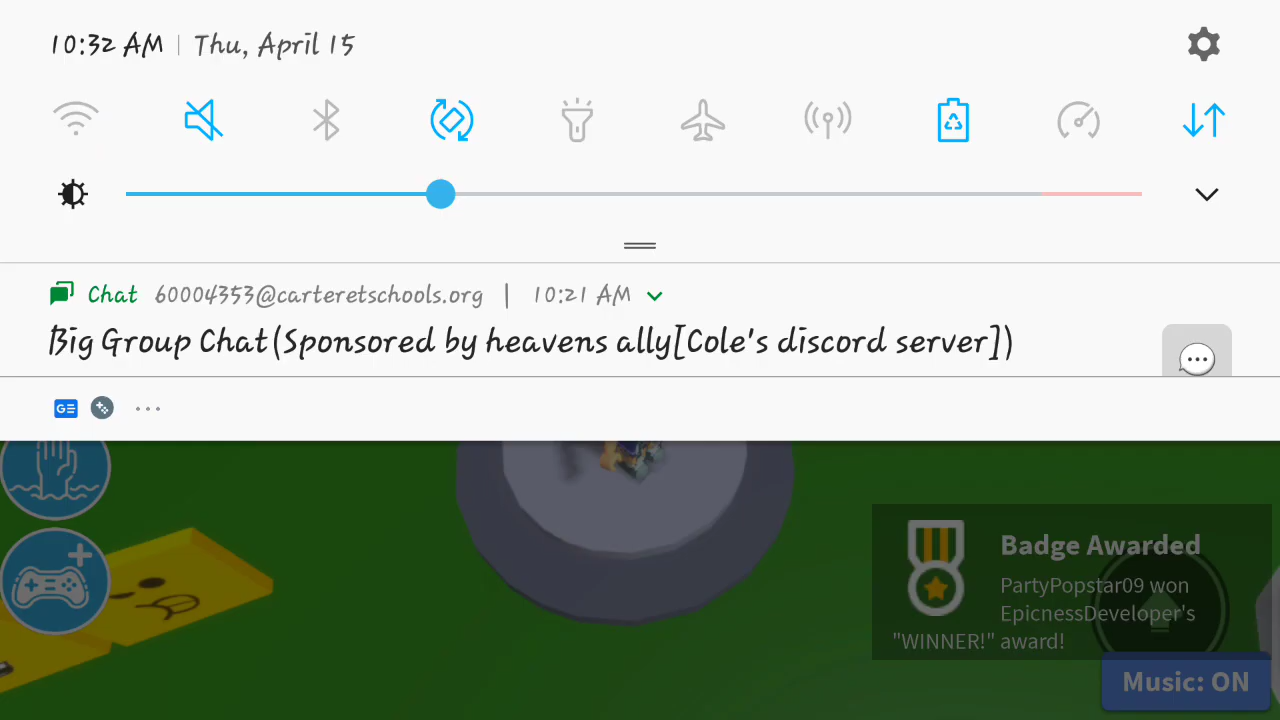 10:32 AM | Thu, April 15
Chat 60004353@carteretschools.org | 10:21 AM
Big Group Chat(Sponsored by heavens ally[Cole's discord server])
GE
Badge Awarded
PartyPopstar09 won
EpicnessDeveloper's
"WINNER!" award!
Music: ON